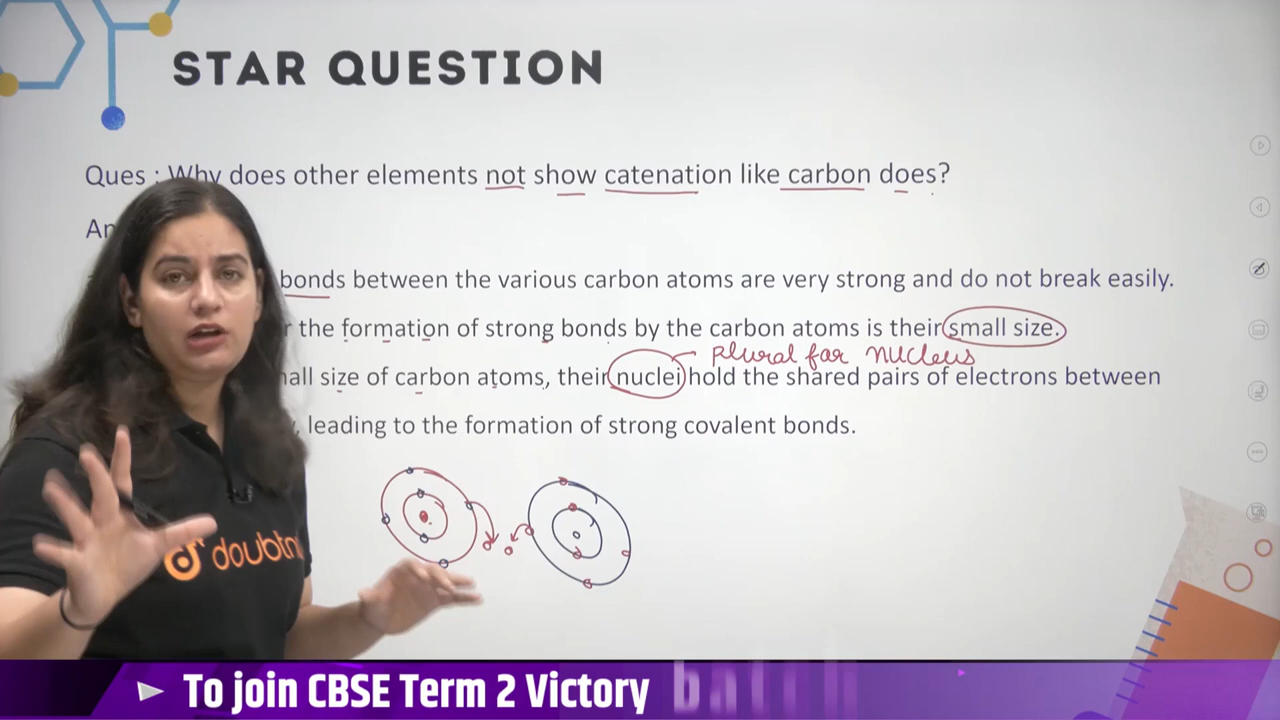 STAR QUESTION
Ques : Why does other elements not show catenation like carbon does?
bonds between the various carbon atoms are very strong and do not break easily.
the formation of strong bonds by the carbon atoms is their small size.
Plural for nucleus
size of carbon atoms, their nuclei hold the shared pairs of electrons between
leading to the formation of strong covalent bonds.
doubtn
To join CBSE Term 2 Victory batch